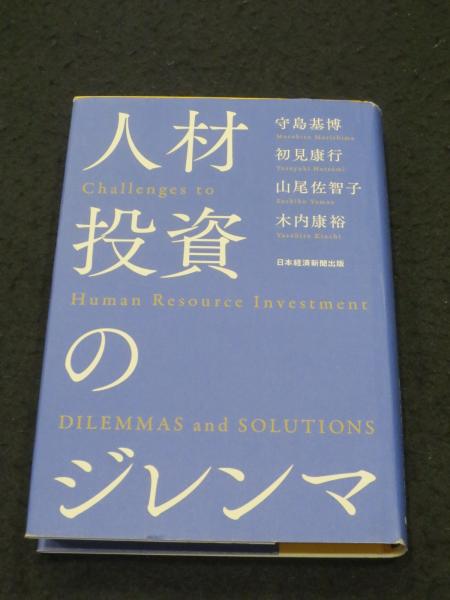 人材
Challenges to
投資
Human Resource Investment
の
DILEMMAS and SOLUTIONS
ジレンマ
守島基博
Motohiro Morishima
初見康行
Yasuyuki Hatsumi
山尾佐智子
Sachiko Yamao
木内康裕
Yasuhiro Kiuchi
日本経済新聞出版